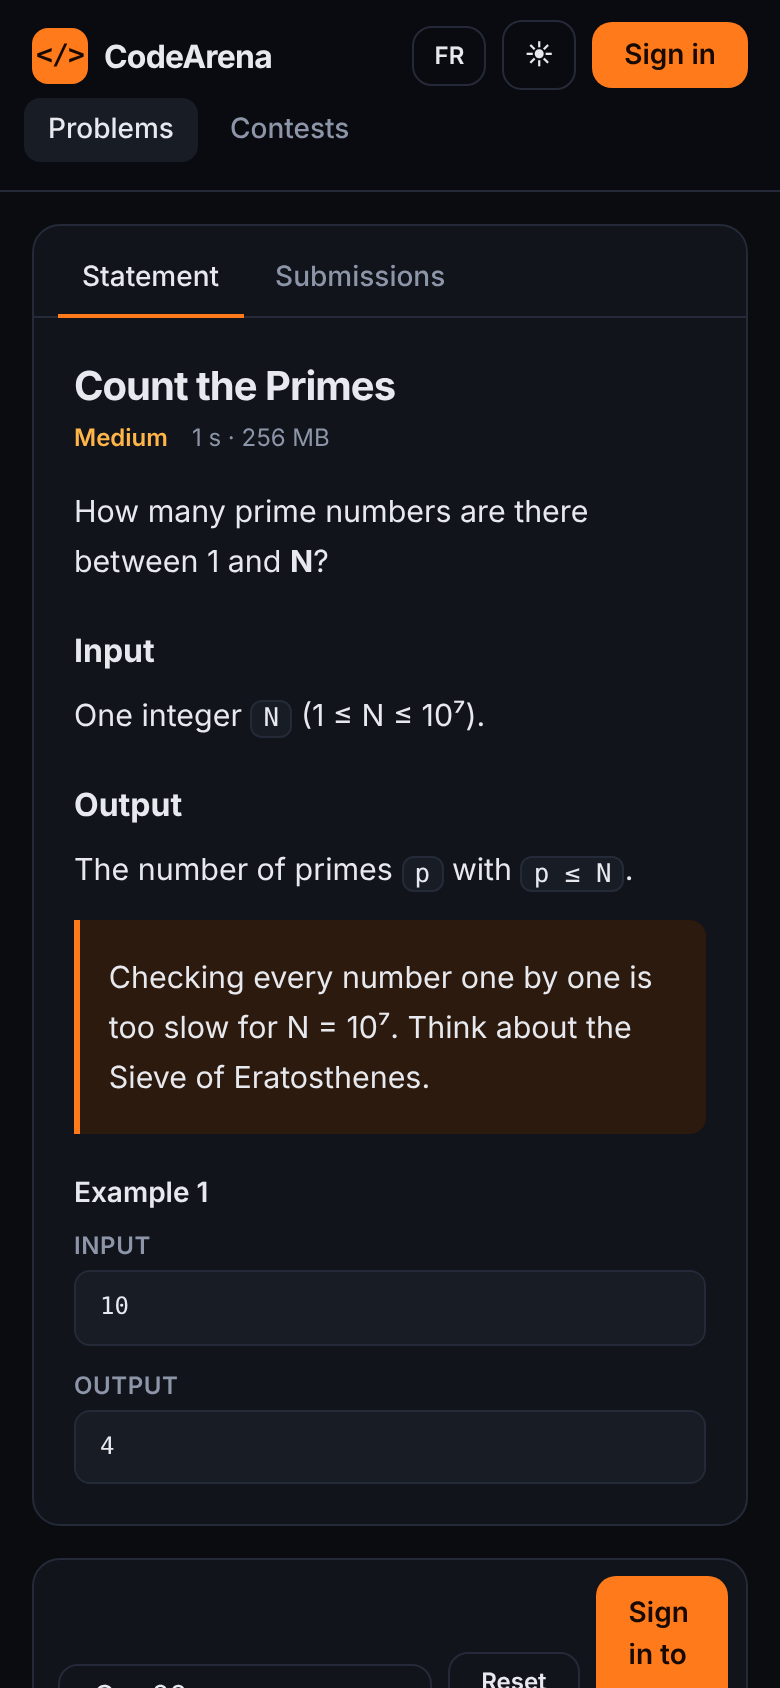 </> CodeArena FR ☀ Sign in
Problems Contests
Statement Submissions
Count the Primes
Medium 1 s · 256 MB
How many prime numbers are there
between 1 and N?
Input
One integer N (1 ≤ N ≤ 10⁷).
Output
The number of primes p with p ≤ N.
Checking every number one by one is
too slow for N = 10⁷. Think about the
Sieve of Eratosthenes.
Example 1
INPUT
10
OUTPUT
4
Sign
in to
Reset